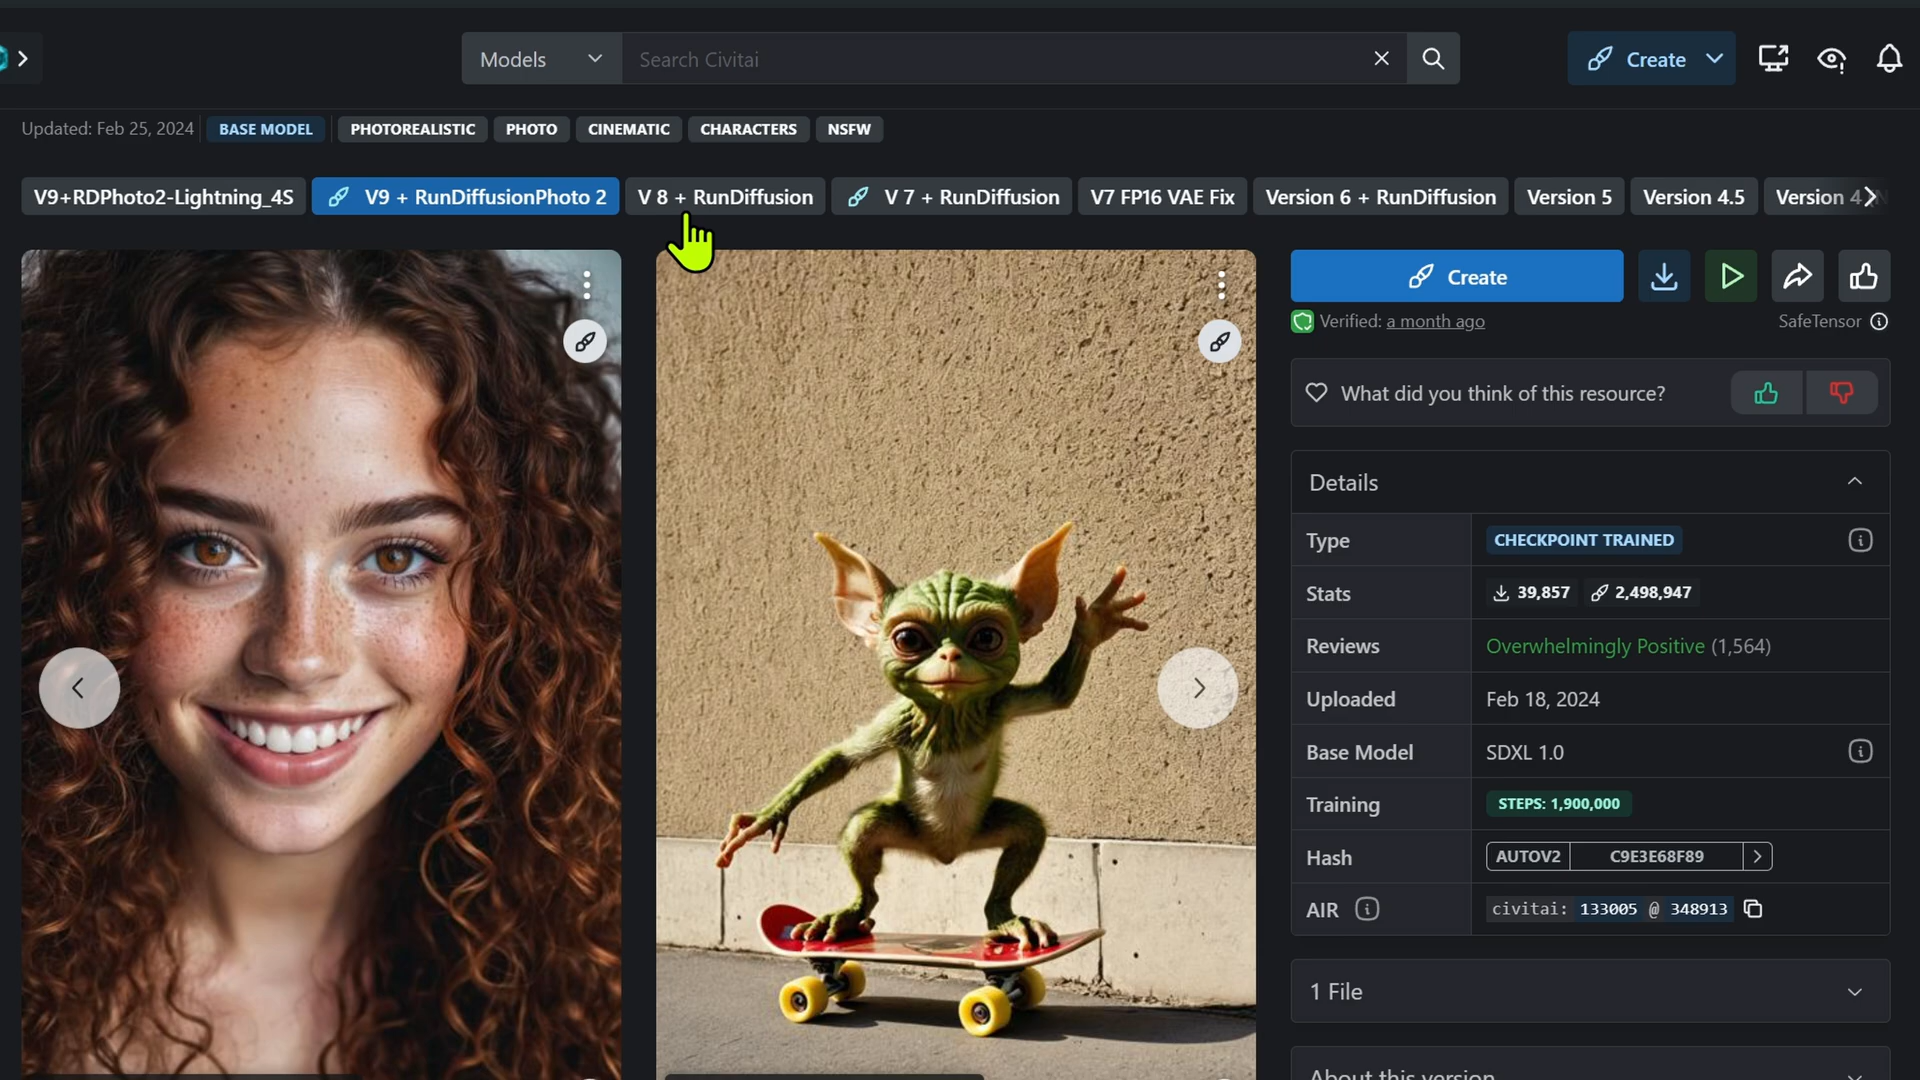 Models
Search Civitai
Create
Updated: Feb 25, 2024
BASE MODEL
PHOTOREALISTIC
PHOTO
CINEMATIC
CHARACTERS
NSFW
V9+RDPhoto2-Lightning_4S
V9 + RunDiffusionPhoto 2
V 8 + RunDiffusion
V 7 + RunDiffusion
V7 FP16 VAE Fix
Version 6 + RunDiffusion
Version 5
Version 4.5
Version 4
Create
Verified: a month ago
SafeTensor
What did you think of this resource?
Details
Type
CHECKPOINT TRAINED
Stats
39,857
2,498,947
Reviews
Overwhelmingly Positive (1,564)
Uploaded
Feb 18, 2024
Base Model
SDXL 1.0
Training
STEPS: 1,900,000
Hash
AUTOV2
C9E3E68F89
AIR
civitai: 133005 @ 348913
1 File
About this version